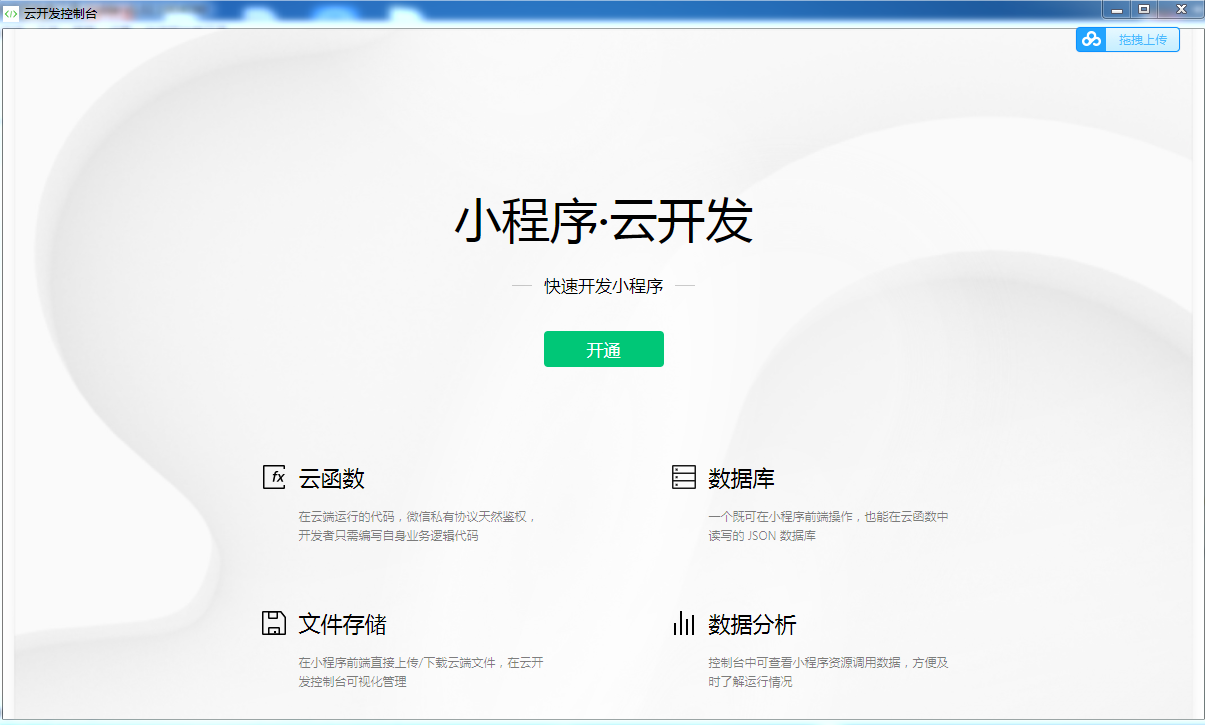 云开发控制台
拖拽上传
小程序·云开发
快速开发小程序
开通
云函数
在云端运行的代码，微信私有协议天然鉴权，
开发者只需编写自身业务逻辑代码
数据库
一个既可在小程序前端操作，也能在云函数中
读写的 JSON 数据库
文件存储
在小程序前端直接上传/下载云端文件，在云开
发控制台可视化管理
数据分析
控制台中可查看小程序资源调用数据，方便及
时了解运行情况